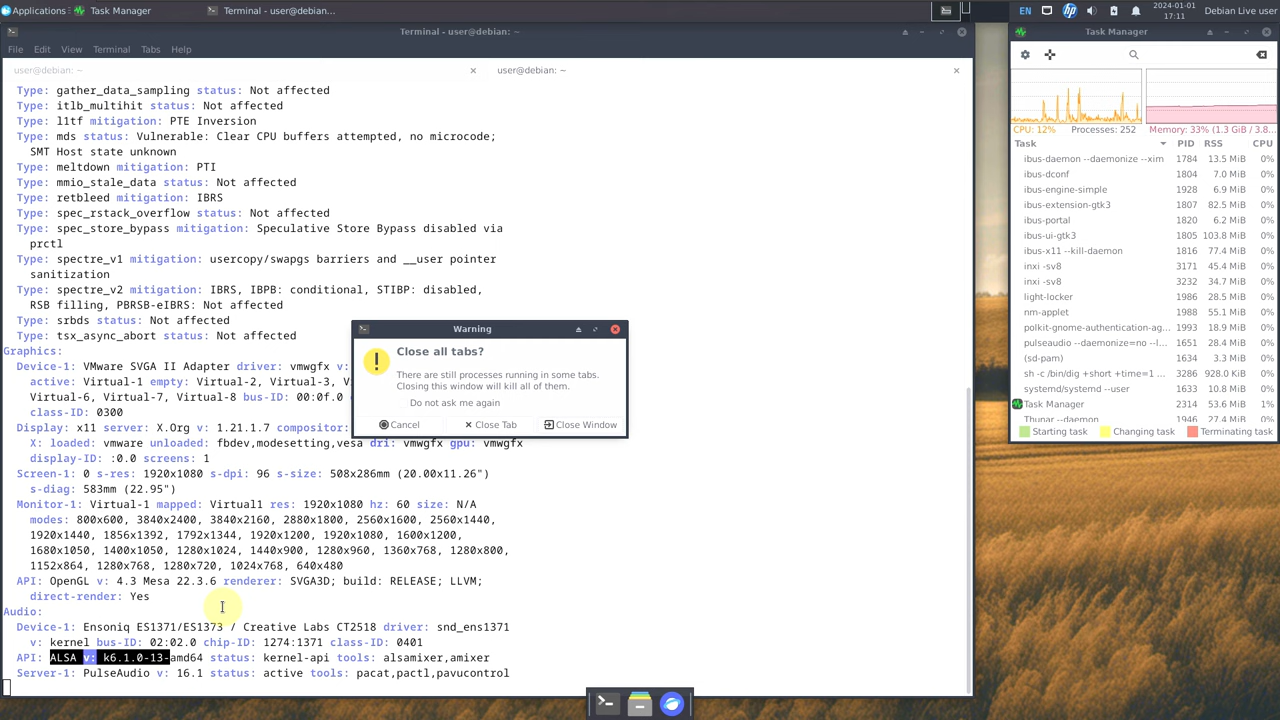 Applications
Task Manager
Terminal - user@debian:...
EN
2024-01-01
17:11
Debian Live user
Terminal - user@debian: ~
File Edit View Terminal Tabs Help
user@debian: ~
user@debian: ~
Type: gather_data_sampling status: Not affected
Type: itlb_multihit status: Not affected
Type: l1tf mitigation: PTE Inversion
Type: mds status: Vulnerable: Clear CPU buffers attempted, no microcode;
SMT Host state unknown
Type: meltdown mitigation: PTI
Type: mmio_stale_data status: Not affected
Type: retbleed mitigation: IBRS
Type: spec_rstack_overflow status: Not affected
Type: spec_store_bypass mitigation: Speculative Store Bypass disabled via
prctl
Type: spectre_v1 mitigation: usercopy/swapgs barriers and __user pointer
sanitization
Type: spectre_v2 mitigation: IBRS, IBPB: conditional, STIBP: disabled,
RSB filling, PBRSB-eIBRS: Not affected
Type: srbds status: Not affected
Type: tsx_async_abort status: Not affected
Graphics:
Device-1: VMware SVGA II Adapter driver: vmwgfx v:
active: Virtual-1 empty: Virtual-2, Virtual-3, V
Virtual-6, Virtual-7, Virtual-8 bus-ID: 00:0f.0
class-ID: 0300
Display: x11 server: X.Org v: 1.21.1.7 compositor:
X: loaded: vmware unloaded: fbdev,modesetting,vesa dri: vmwgfx gpu: vmwgfx
display-ID: :0.0 screens: 1
Screen-1: 0 s-res: 1920x1080 s-dpi: 96 s-size: 508x286mm (20.00x11.26")
s-diag: 583mm (22.95")
Monitor-1: Virtual-1 mapped: Virtual1 res: 1920x1080 hz: 60 size: N/A
modes: 800x600, 3840x2400, 3840x2160, 2880x1800, 2560x1600, 2560x1440,
1920x1440, 1856x1392, 1792x1344, 1920x1200, 1920x1080, 1600x1200,
1680x1050, 1400x1050, 1280x1024, 1440x900, 1280x960, 1360x768, 1280x800,
1152x864, 1280x768, 1280x720, 1024x768, 640x480
API: OpenGL v: 4.3 Mesa 22.3.6 renderer: SVGA3D; build: RELEASE; LLVM;
direct-render: Yes
Audio:
Device-1: Ensoniq ES1371/ES1373 / Creative Labs CT2518 driver: snd_ens1371
v: kernel bus-ID: 02:02.0 chip-ID: 1274:1371 class-ID: 0401
API: ALSA v: k6.1.0-13-amd64 status: kernel-api tools: alsamixer,amixer
Server-1: PulseAudio v: 16.1 status: active tools: pacat,pactl,pavucontrol
Warning
Close all tabs?
There are still processes running in some tabs.
Closing this window will kill all of them.
Do not ask me again
Cancel Close Tab Close Window
Task Manager
CPU: 12% Processes: 252 Memory: 33% (1.3 GiB / 3.8...
Task PID RSS CPU
ibus-daemon --daemonize --xim 1784 13.5 MiB 0%
ibus-dconf 1804 7.0 MiB 0%
ibus-engine-simple 1928 6.9 MiB 0%
ibus-extension-gtk3 1807 82.5 MiB 0%
ibus-portal 1820 6.2 MiB 0%
ibus-ui-gtk3 1805 103.8 MiB 0%
ibus-x11 --kill-daemon 1816 77.4 MiB 0%
inxi -sv8 3171 45.4 MiB 0%
inxi -sv8 3232 34.7 MiB 0%
light-locker 1986 28.5 MiB 0%
nm-applet 1988 55.1 MiB 0%
polkit-gnome-authentication-ag... 1993 18.9 MiB 0%
pulseaudio --daemonize=no --l... 1651 28.4 MiB 0%
(sd-pam) 1634 3.3 MiB 0%
sh -c /bin/dig +short +time=1 ... 3286 928.0 KiB 0%
systemd/systemd --user 1633 10.8 MiB 0%
Task Manager 2314 53.6 MiB 1%
Thunar --daemon 1946 27.4 MiB 0%
Starting task Changing task Terminating task